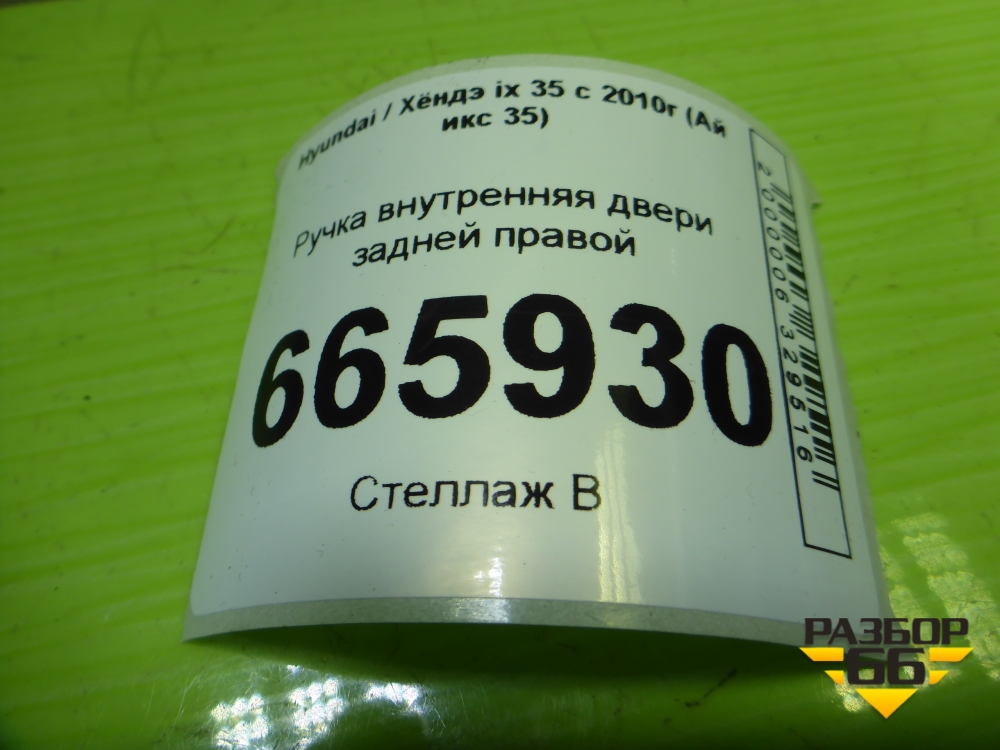 Hyundai / Хёндэ ix 35 с 2010г (Ай
икс 35)
Ручка внутренняя двери
задней правой
665930
Стеллаж В
2000006329516
РАЗБОР
66